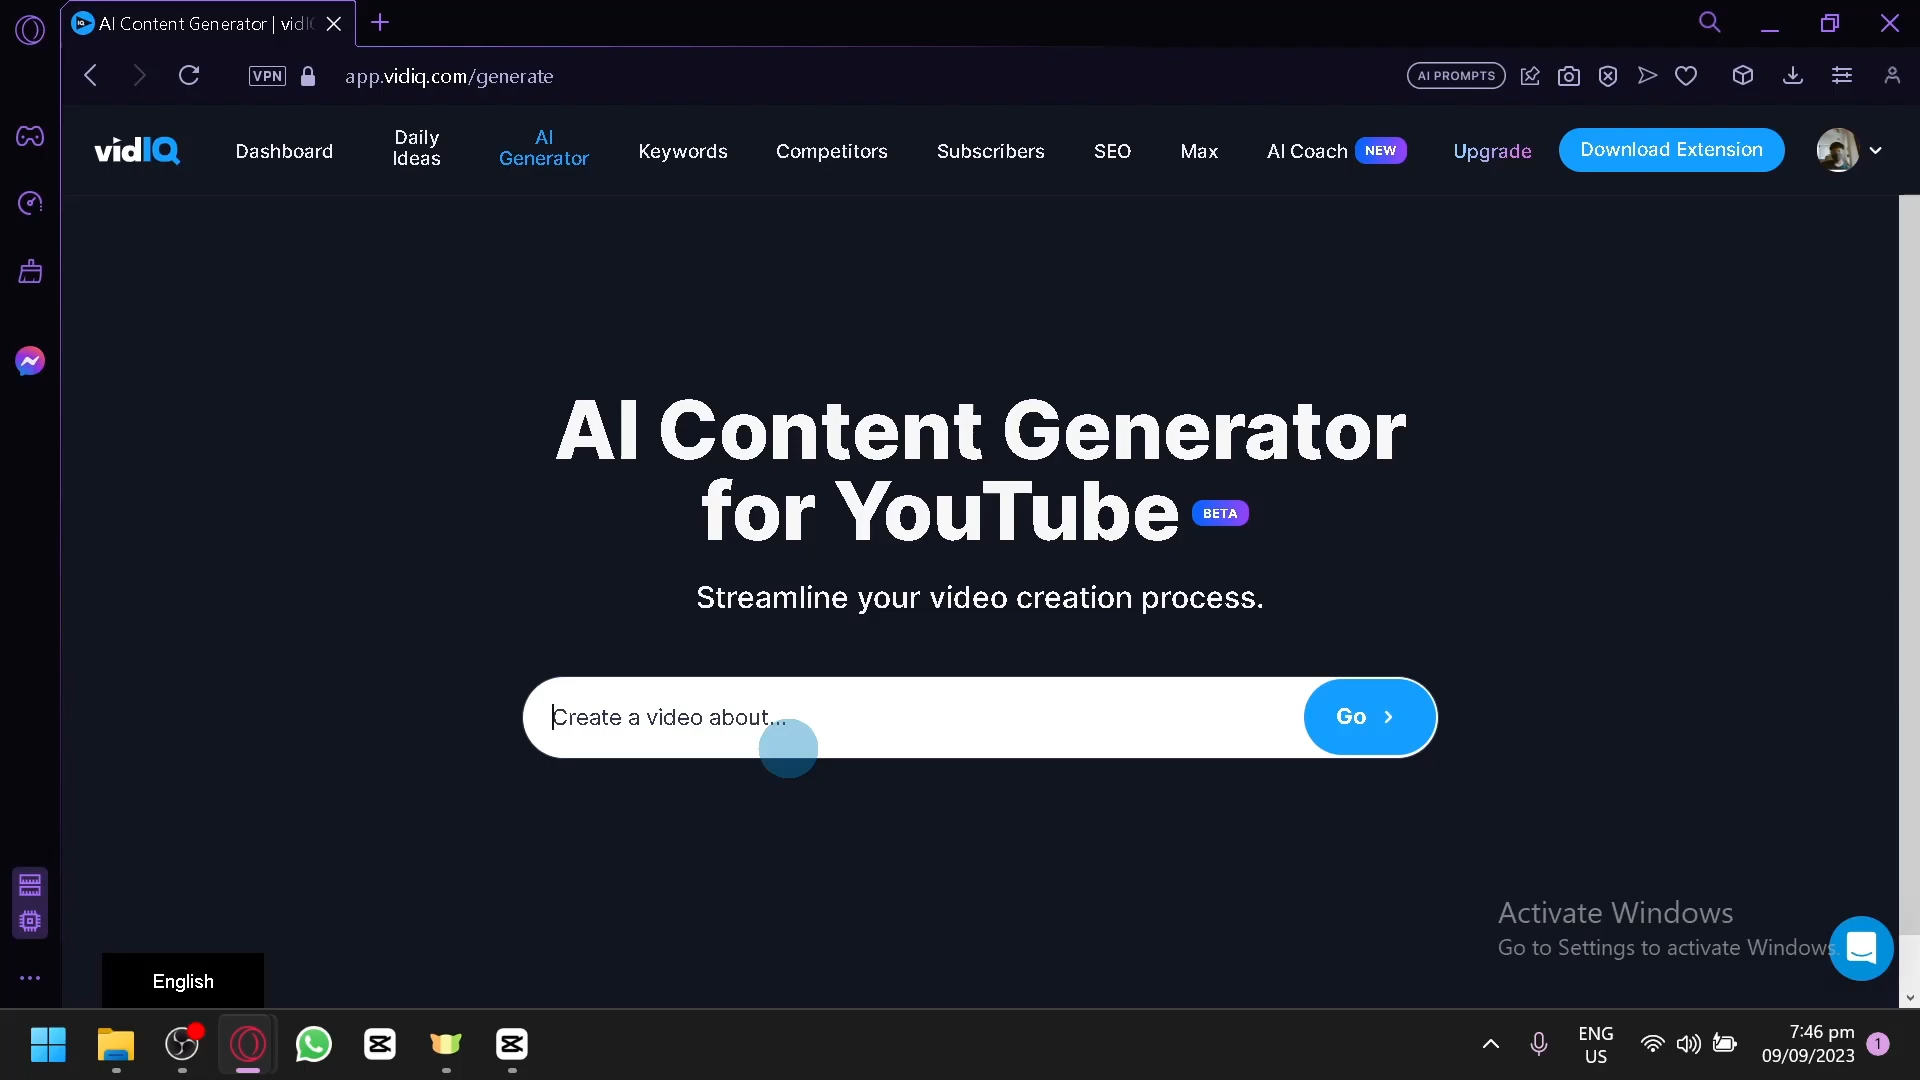 AI Content Generator | vidI
VPN
app.vidiq.com/generate
AI PROMPTS
vidIQ
Dashboard
Daily
Ideas
AI
Generator
Keywords
Competitors
Subscribers
SEO
Max
AI Coach NEW
Upgrade
Download Extension
AI Content Generator
for YouTube BETA
Streamline your video creation process.
Create a video about...
Go
Activate Windows
Go to Settings to activate Windows.
English
ENG
US
7:46 pm
09/09/2023
1